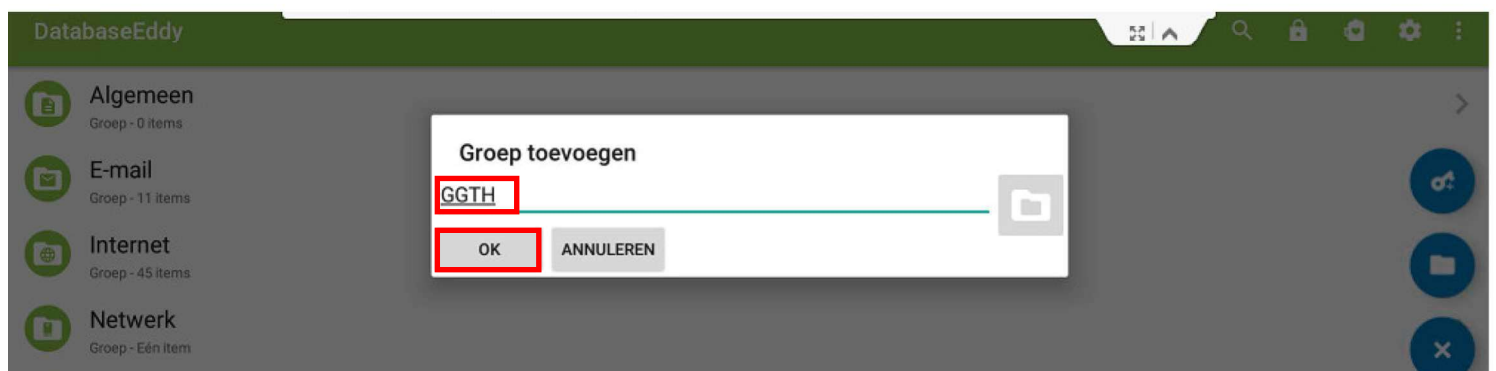 DatabaseEddy
Algemeen
Groep - 0 items
E-mail
Groep - 11 items
Internet
Groep - 45 items
Netwerk
Groep - Eén item
Groep toevoegen
GGTH
OK ANNULEREN